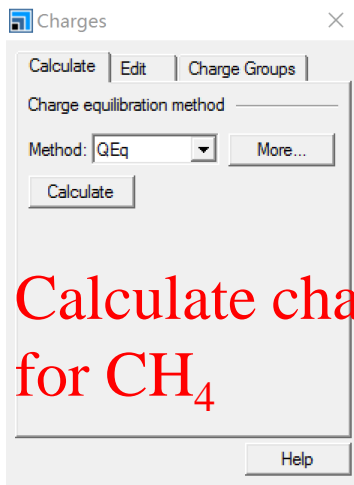 Charges
Calculate Edit Charge Groups
Charge equilibration method
Method: QEq More...
Calculate
Calculate cha
for CH₄
Help